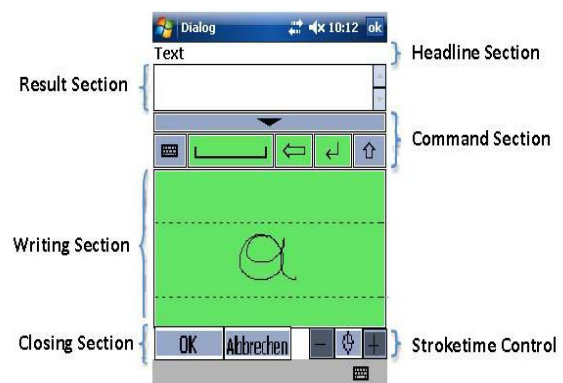 Dialog 10:12 ok
Text
Headline Section
Result Section
Command Section
Writing Section
a
Closing Section
OK Abbrechen - + Stroketime Control